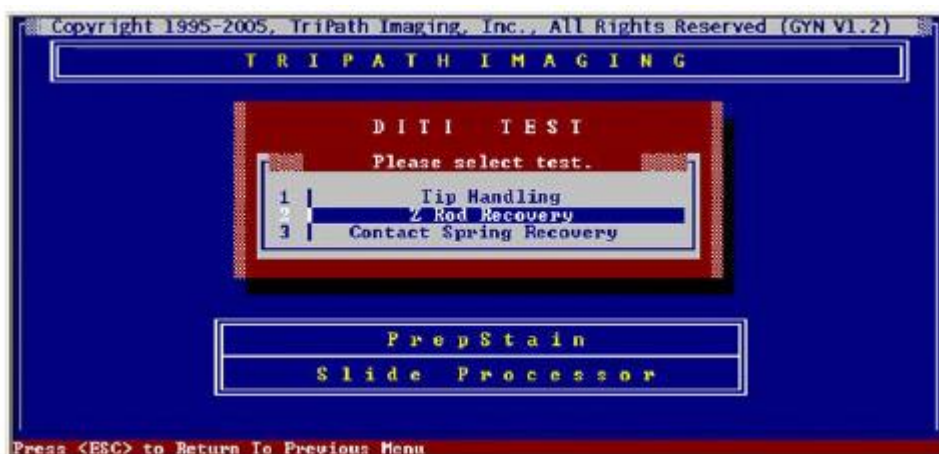 Copyright 1995-2005, TriPath Imaging, Inc., All Rights Reserved (GYN V1.2)
T R I P A T H I M A G I N G
D I T I T E S T
Please select test.
1 Tip Handling
2 Z Rod Recovery
3 Contact Spring Recovery
P r e p S t a i n
S l i d e P r o c e s s o r
Press <ESC> to Return To Previous Menu